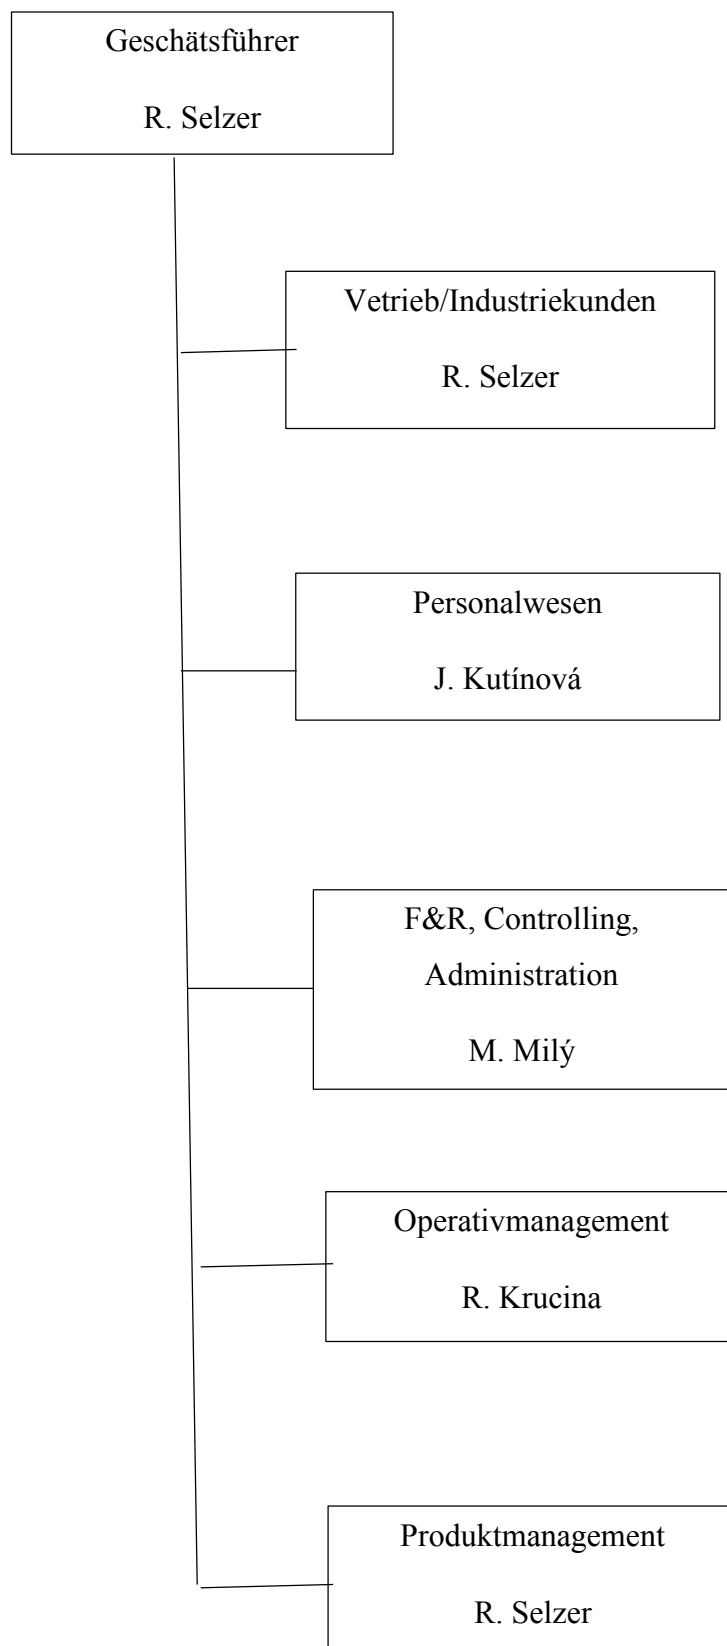 Geschätsführer
R. Selzer
Vetrieb/Industriekunden
R. Selzer
Personalwesen
J. Kutínová
F&R, Controlling,
Administration
M. Milý
Operativmanagement
R. Krucina
Produktmanagement
R. Selzer